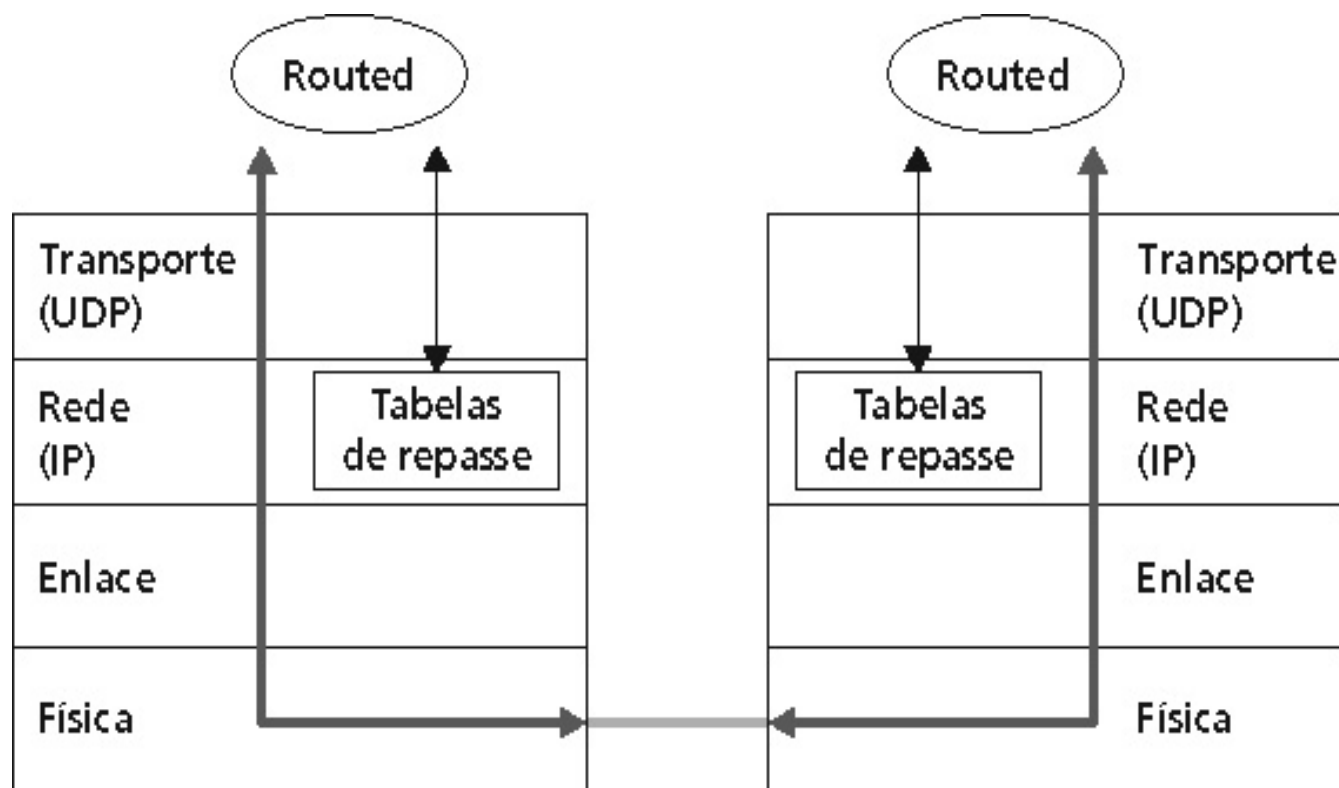 Routed
Routed
Transporte
(UDP)
Transporte
(UDP)
Rede
(IP)
Tabelas
de repasse
Tabelas
de repasse
Rede
(IP)
Enlace
Enlace
Física
Física